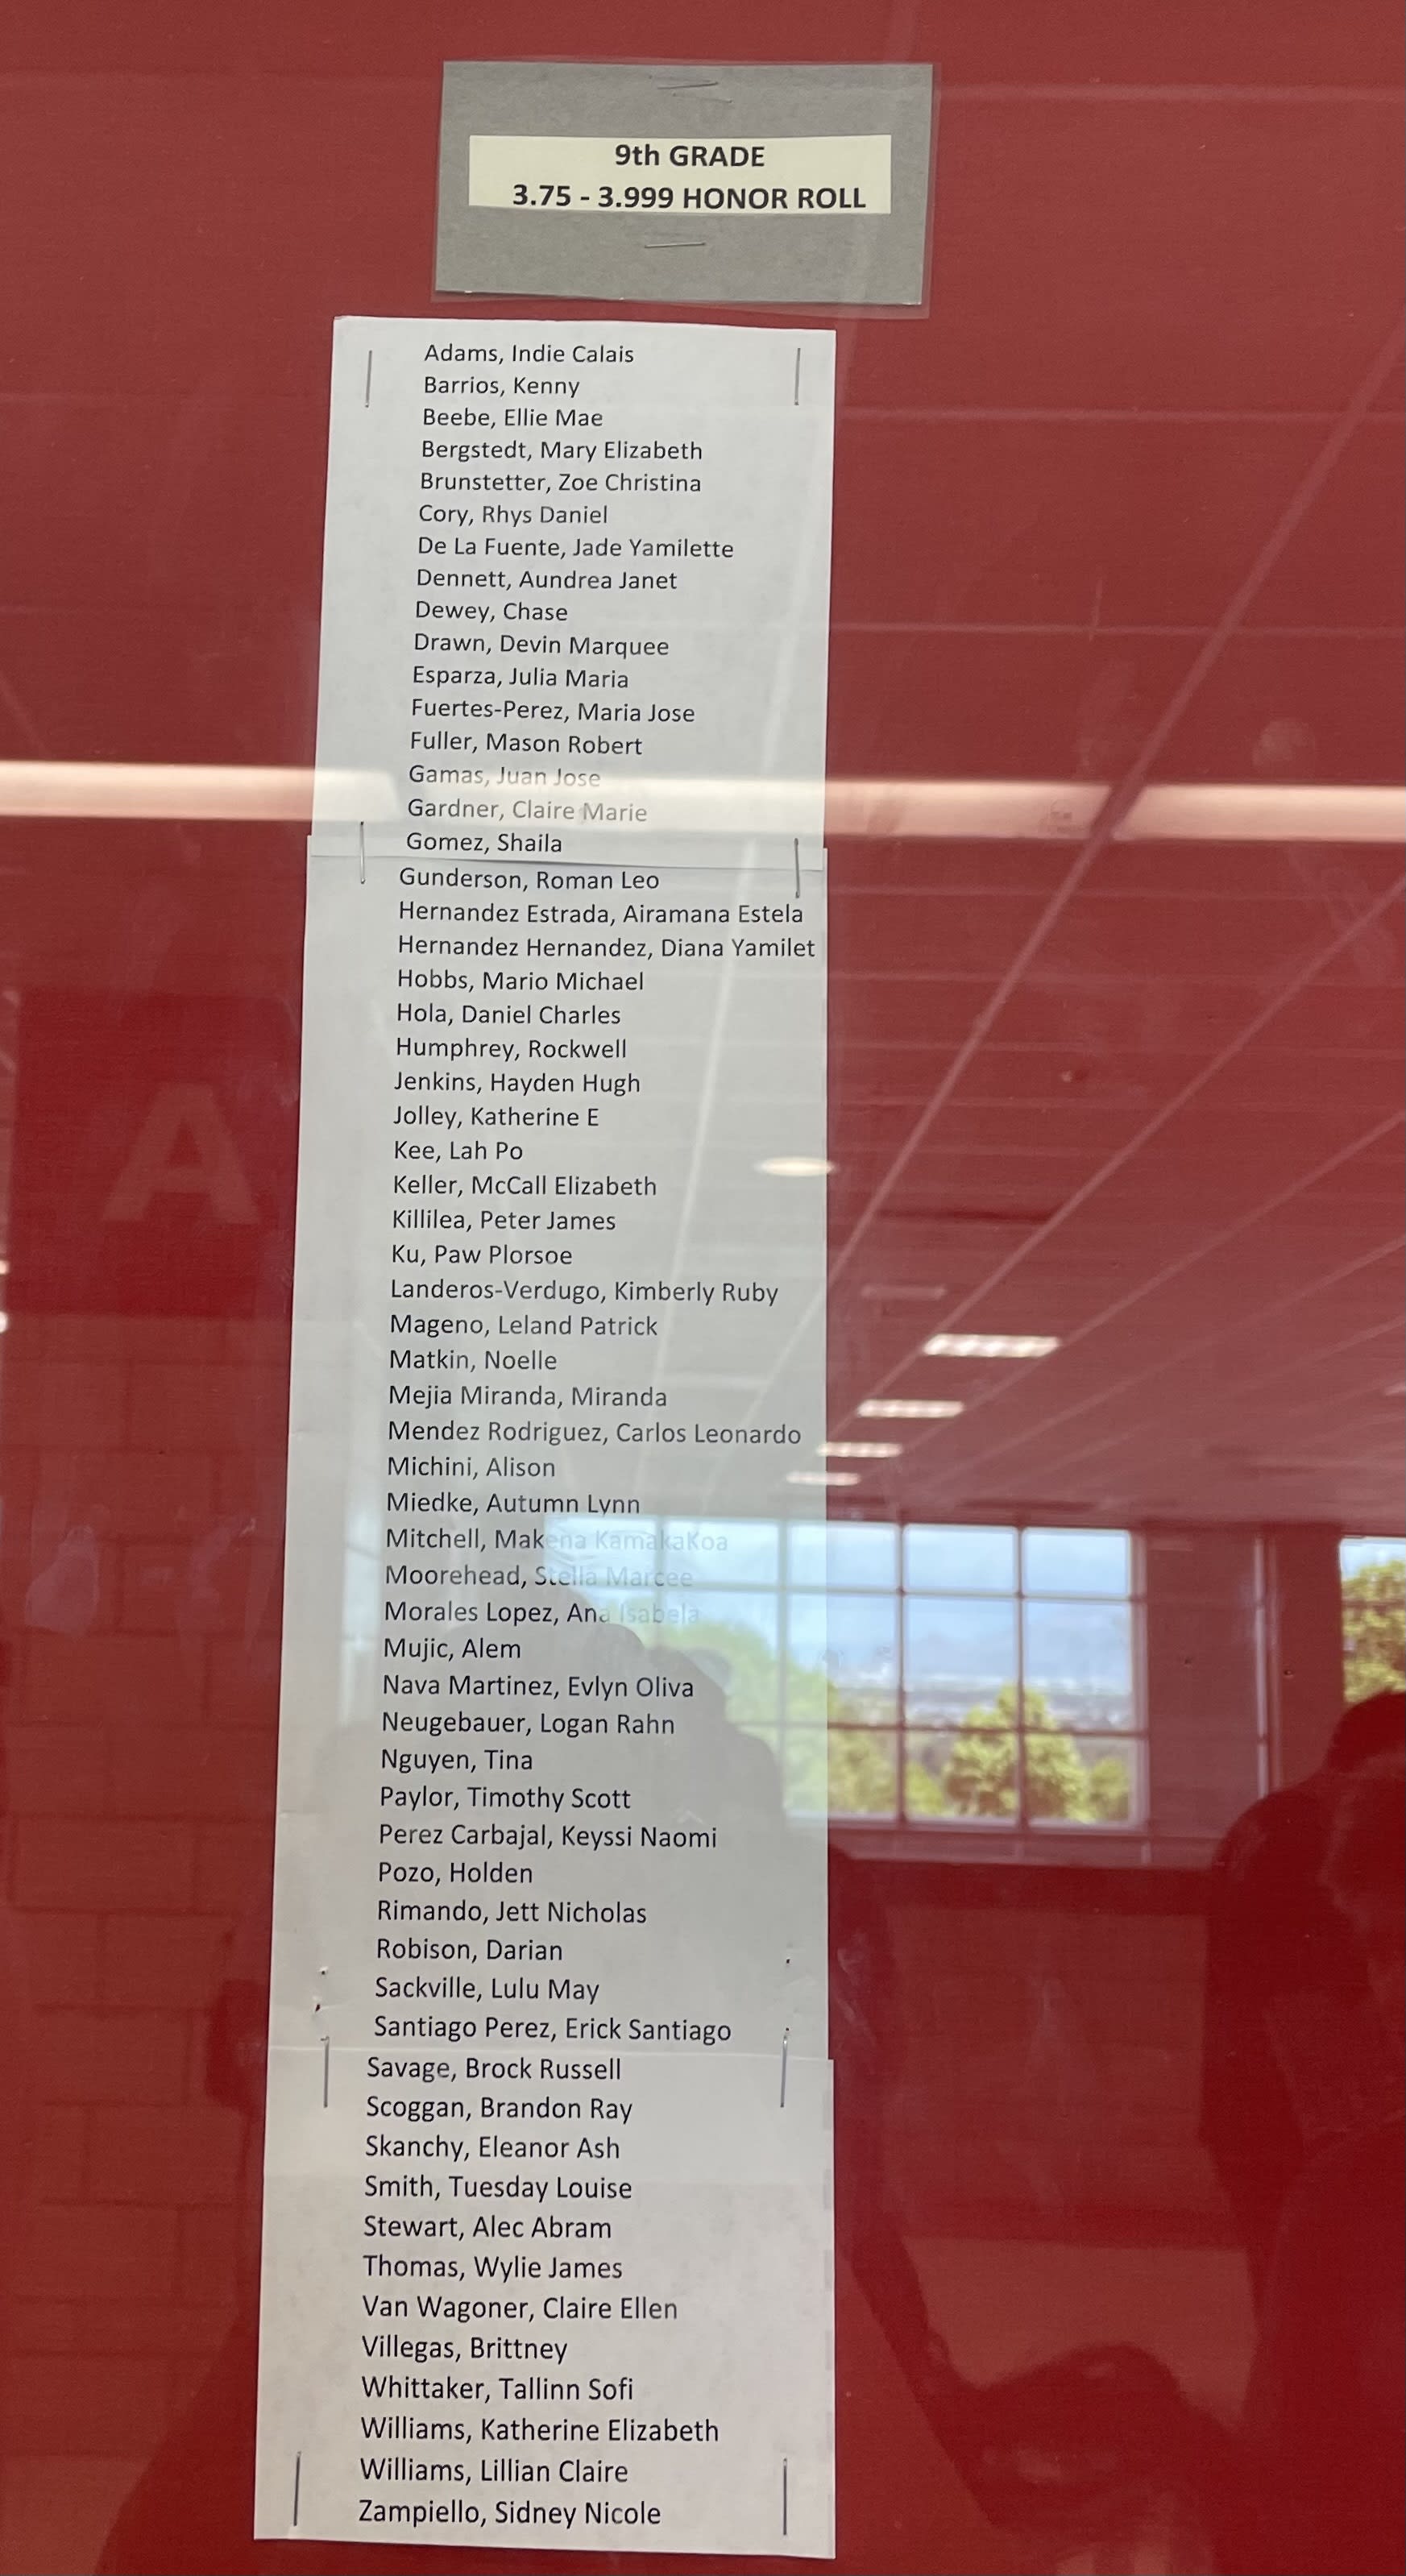 9th GRADE
3.75 - 3.999 HONOR ROLL
Adams, Indie Calais
Barrios, Kenny
Beebe, Ellie Mae
Bergstedt, Mary Elizabeth
Brunstetter, Zoe Christina
Cory, Rhys Daniel
De La Fuente, Jade Yamilette
Dennett, Aundrea Janet
Dewey, Chase
Drawn, Devin Marquee
Esparza, Julia Maria
Fuertes-Perez, Maria Jose
Fuller, Mason Robert
Gamas, Juan Jose
Gardner, Claire Marie
Gomez, Shaila
Gunderson, Roman Leo
Hernandez Estrada, Airamana Estela
Hernandez Hernandez, Diana Yamilet
Hobbs, Mario Michael
Hola, Daniel Charles
Humphrey, Rockwell
Jenkins, Hayden Hugh
Jolley, Katherine E
Kee, Lah Po
Keller, McCall Elizabeth
Killilea, Peter James
Ku, Paw Plorsoe
Landeros-Verdugo, Kimberly Ruby
Mageno, Leland Patrick
Matkin, Noelle
Mejia Miranda, Miranda
Mendez Rodriguez, Carlos Leonardo
Michini, Alison
Miedke, Autumn Lynn
Mitchell, Makena KamakaKoa
Moorehead, Stella Marcee
Morales Lopez, Ana Isabela
Mujic, Alem
Nava Martinez, Evlyn Oliva
Neugebauer, Logan Rahn
Nguyen, Tina
Paylor, Timothy Scott
Perez Carbajal, Keyssi Naomi
Pozo, Holden
Rimando, Jett Nicholas
Robison, Darian
Sackville, Lulu May
Santiago Perez, Erick Santiago
Savage, Brock Russell
Scoggan, Brandon Ray
Skanchy, Eleanor Ash
Smith, Tuesday Louise
Stewart, Alec Abram
Thomas, Wylie James
Van Wagoner, Claire Ellen
Villegas, Brittney
Whittaker, Tallinn Sofi
Williams, Katherine Elizabeth
Williams, Lillian Claire
Zampiello, Sidney Nicole
A